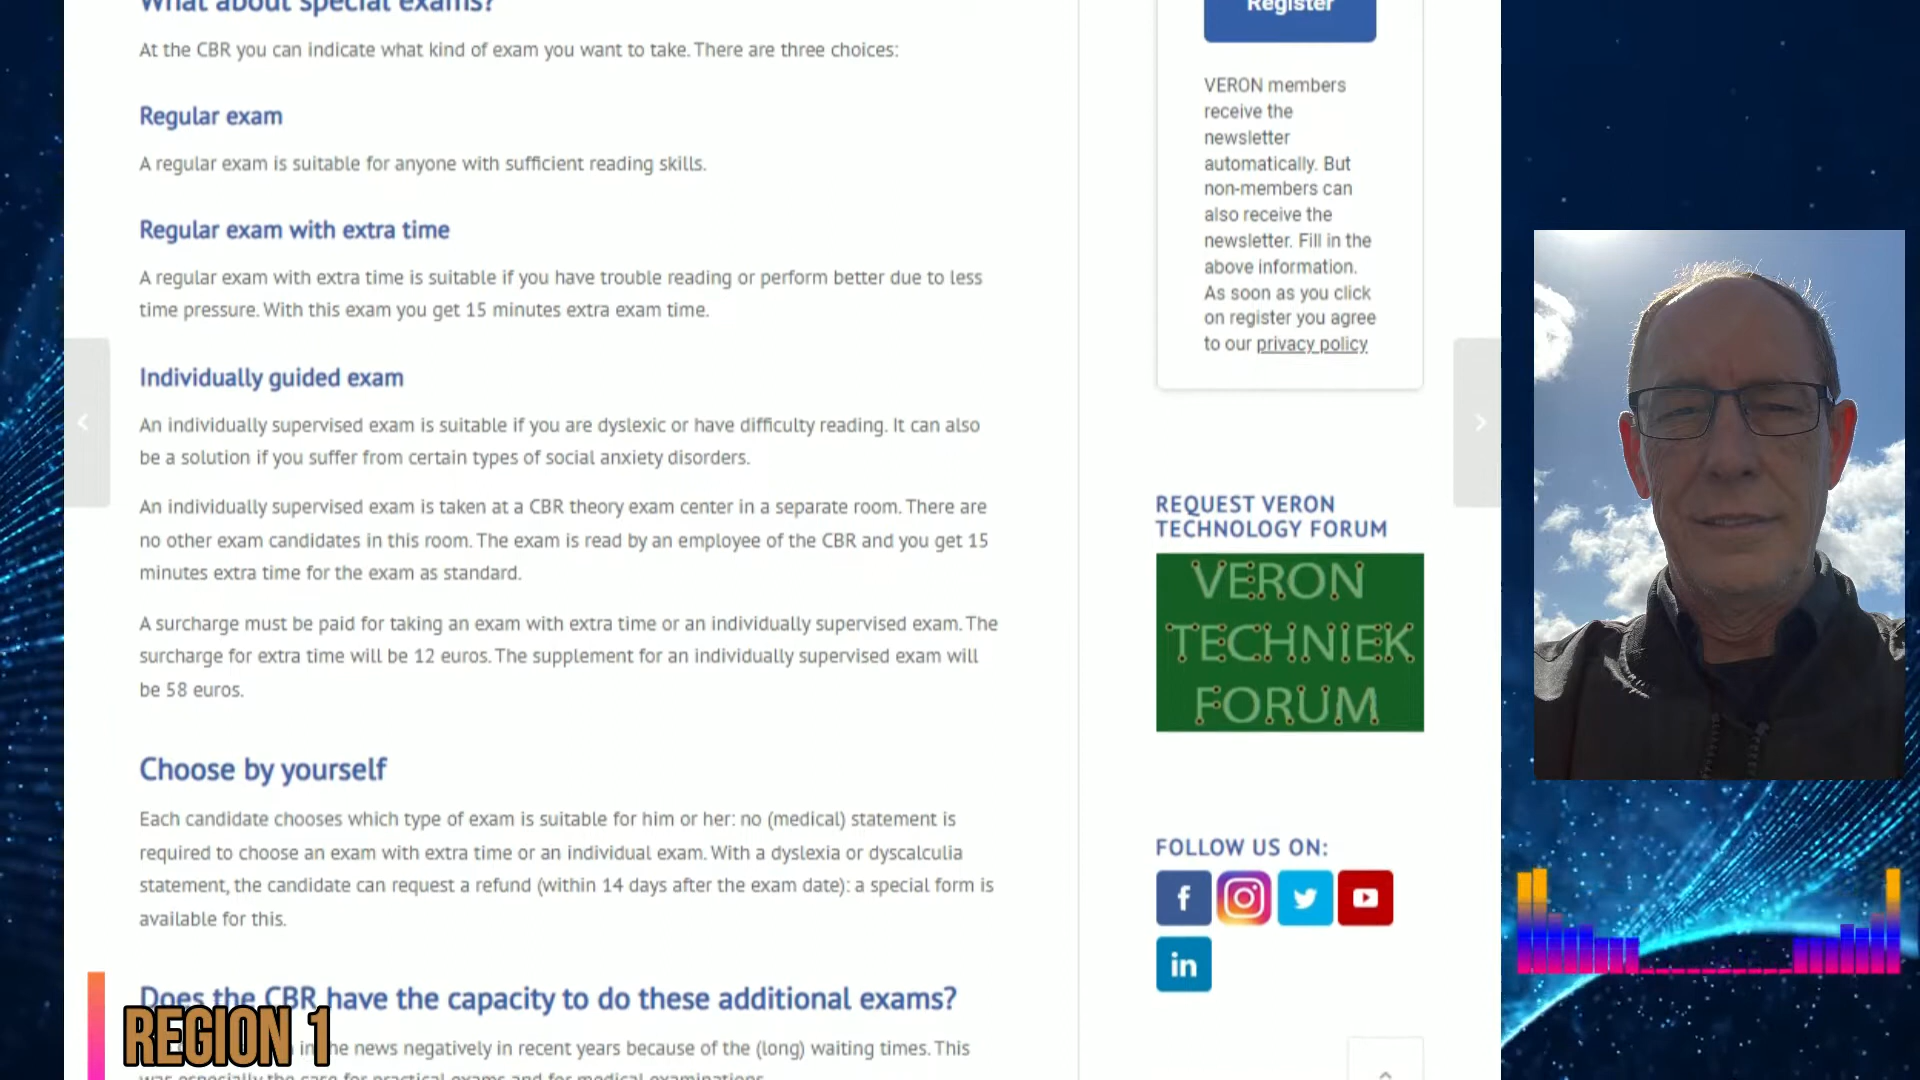 What about special exams?
At the CBR you can indicate what kind of exam you want to take. There are three choices:
Regular exam
A regular exam is suitable for anyone with sufficient reading skills.
Regular exam with extra time
A regular exam with extra time is suitable if you have trouble reading or perform better due to less
time pressure. With this exam you get 15 minutes extra exam time.
Individually guided exam
An individually supervised exam is suitable if you are dyslexic or have difficulty reading. It can also
be a solution if you suffer from certain types of social anxiety disorders.
An individually supervised exam is taken at a CBR theory exam center in a separate room. There are
no other exam candidates in this room. The exam is read by an employee of the CBR and you get 15
minutes extra time for the exam as standard.
A surcharge must be paid for taking an exam with extra time or an individually supervised exam. The
surcharge for extra time will be 12 euros. The supplement for an individually supervised exam will
be 58 euros.
Choose by yourself
Each candidate chooses which type of exam is suitable for him or her: no (medical) statement is
required to choose an exam with extra time or an individual exam. With a dyslexia or dyscalculia
statement, the candidate can request a refund (within 14 days after the exam date): a special form is
available for this.
Does the CBR have the capacity to do these additional exams?
in the news negatively in recent years because of the (long) waiting times. This
was especially the case for practical exams and for medical examinations.
REGION 1
Register
VERON members
receive the
newsletter
automatically. But
non-members can
also receive the
newsletter. Fill in the
above information.
As soon as you click
on register you agree
to our privacy policy
REQUEST VERON
TECHNOLOGY FORUM
VERON
TECHNIEK
FORUM
FOLLOW US ON:
f
in